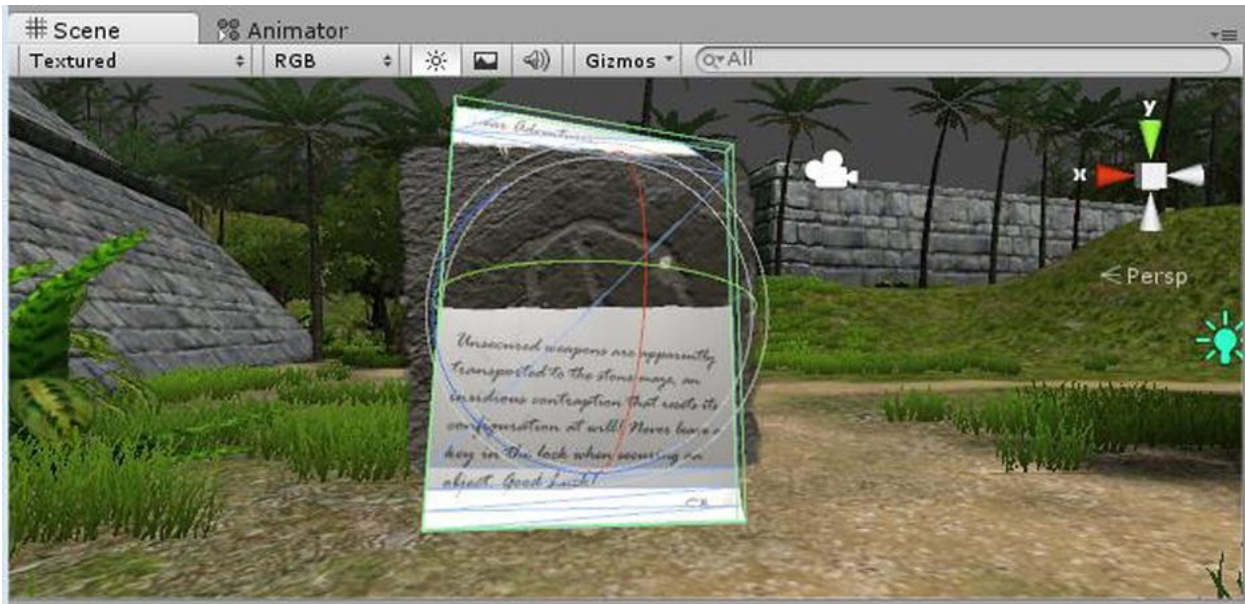 Scene Animator
Textured RGB Gizmos All
y
x
Persp
Unsecured weapons are apparently
transported to the stone maze, an
insidious contraption that resets its
configuration at will! Never leave a
key in the lock when securing an
object. Good Luck!